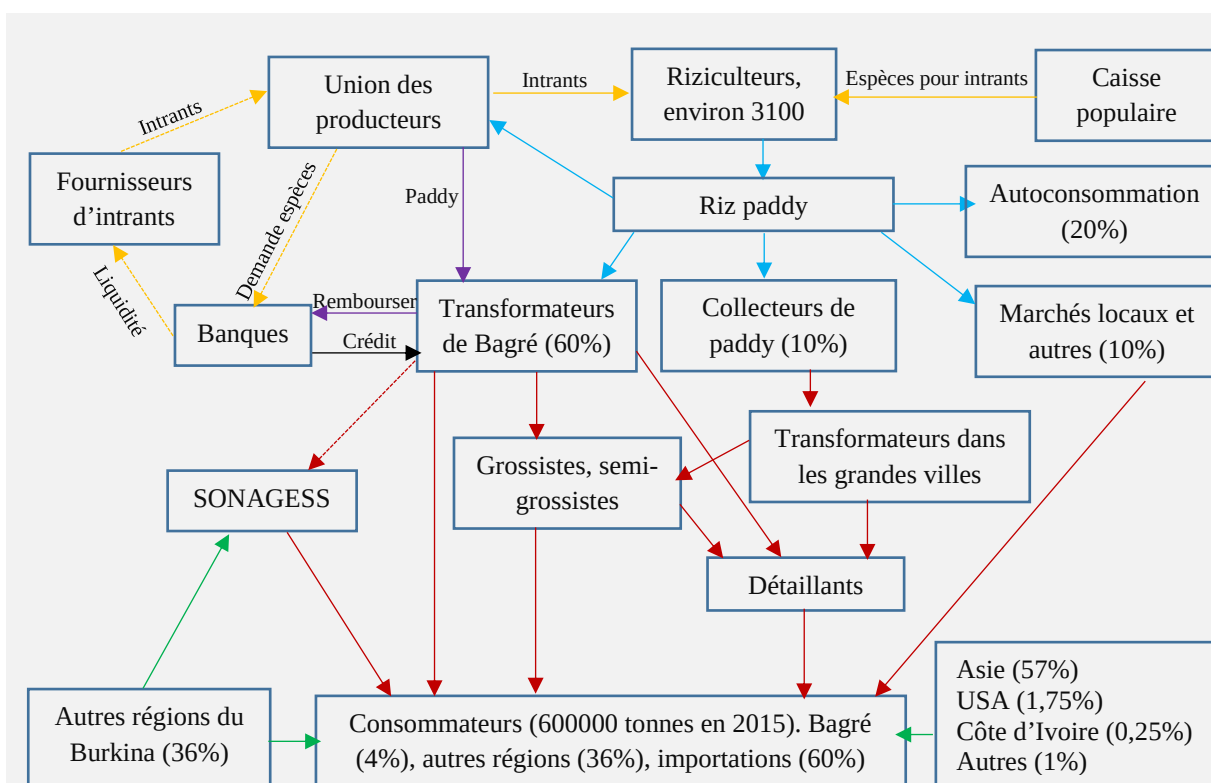 Union des
producteurs
Intrants
Riziculteurs,
environ 3100
Espèces pour intrants
Caisse
populaire
Intrants
Fournisseurs
d’intrants
Paddy
Riz paddy
Autoconsommation
(20%)
Demande espèces
Liquidité
Banques
Rembourser
Crédit
Transformateurs
de Bagré (60%)
Collecteurs de
paddy (10%)
Marchés locaux et
autres (10%)
SONAGESS
Grossistes, semi-
grossistes
Transformateurs dans
les grandes villes
Détaillants
Autres régions du
Burkina (36%)
Consommateurs (600000 tonnes en 2015). Bagré
(4%), autres régions (36%), importations (60%)
Asie (57%)
USA (1,75%)
Côte d’Ivoire (0,25%)
Autres (1%)